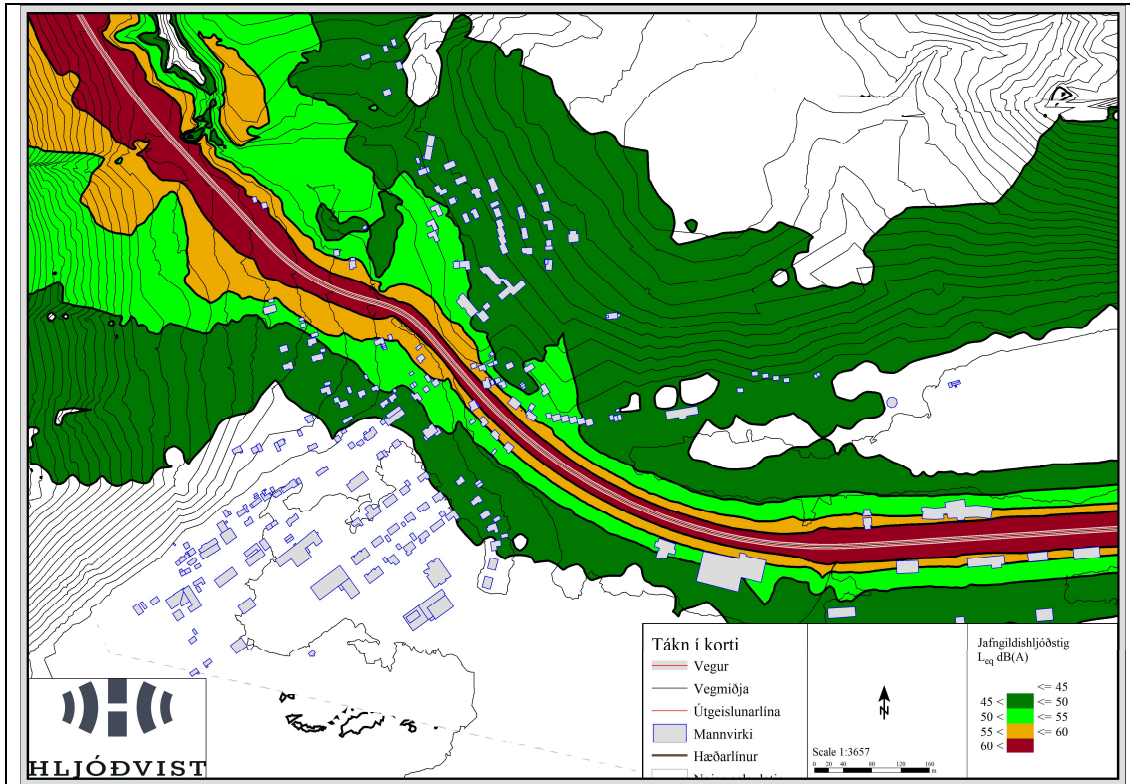 Tákn í korti
Vegur
Vegmiðja
Útgeislunarlína
Mannvirki
Hæðarlínur
N
Scale 1:3657
0 20 40 80 120 160
m
Jafngildishljóðstig
Leq dB(A)
<= 45
45 < <= 50
50 < <= 55
55 < <= 60
60 <
HLJÓÐVIST